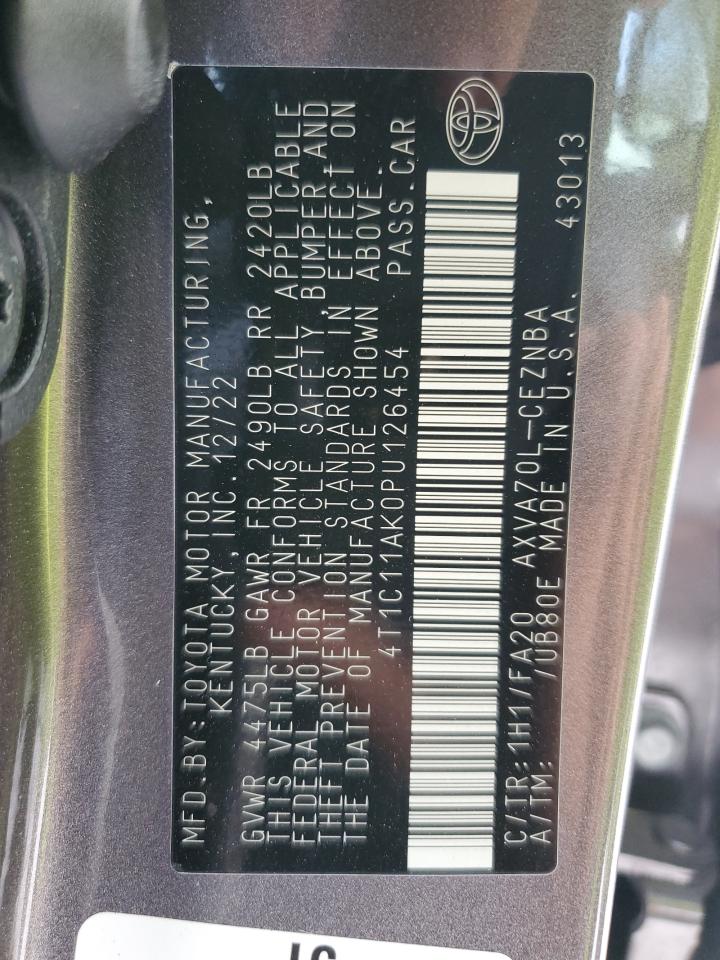 MFD.BY:TOYOTA MOTOR MANUFACTURING,
KENTUCKY,INC. 12/22
GVWR 4475LB GAWR FR 2490LB RR 2420LB
THIS VEHICLE CONFORMS TO ALL APPLICABLE
FEDERAL MOTOR VEHICLE SAFETY,BUMPER,AND
THEFT PREVENTION STANDARDS IN EFFECT ON
THE DATE OF MANUFACTURE SHOWN ABOVE.
4T1C11AK0PU126454 PASS.CAR
C/TR:1H1/FA20 AXVA70L-CEZNBA 43013
A/TM: /UB80E MADE IN U.S.A.